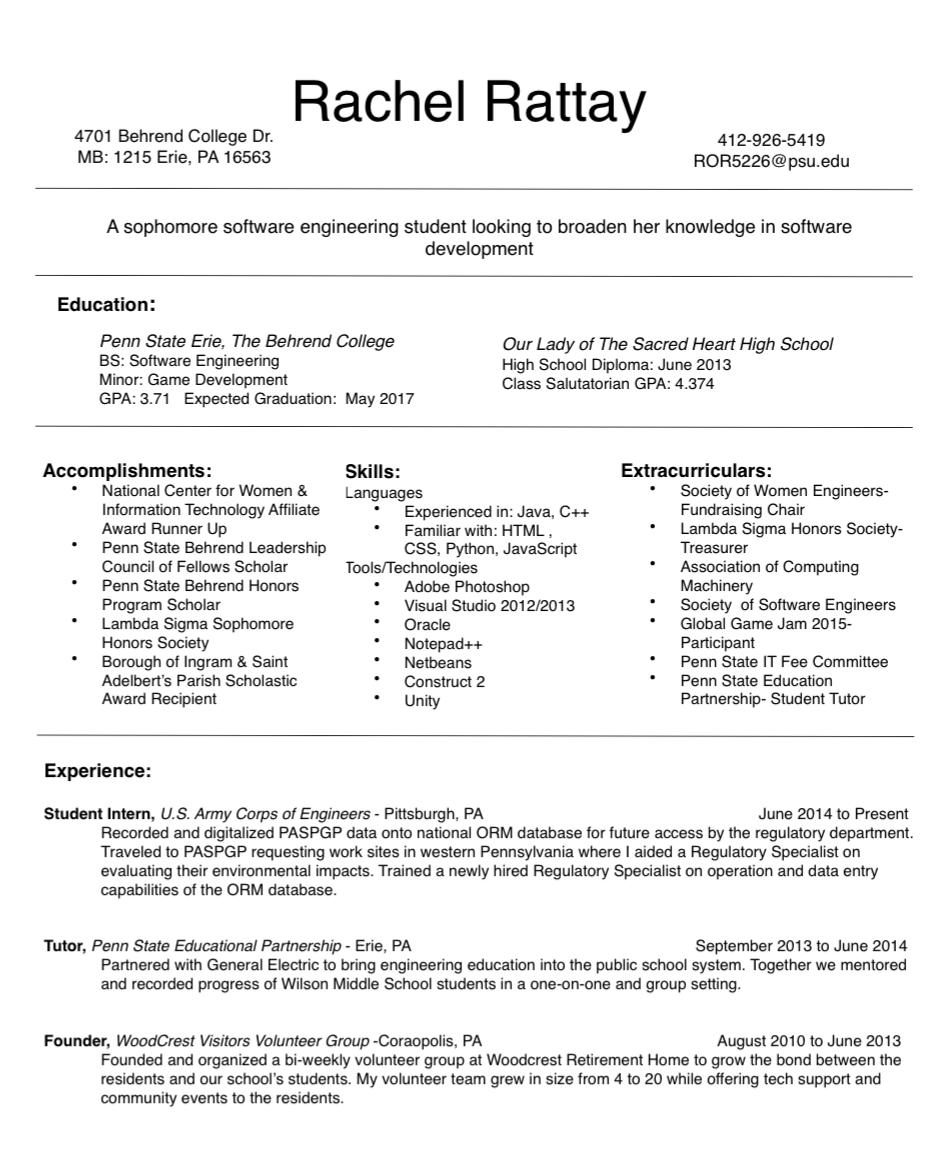 Rachel Rattay
4701 Behrend College Dr.
MB: 1215 Erie, PA 16563
412-926-5419
ROR5226@psu.edu
A sophomore software engineering student looking to broaden her knowledge in software
development
Education:
Penn State Erie, The Behrend College
BS: Software Engineering
Minor: Game Development
GPA: 3.71   Expected Graduation:  May 2017
Our Lady of The Sacred Heart High School
High School Diploma: June 2013
Class Salutatorian GPA: 4.374
Accomplishments:
• National Center for Women &
Information Technology Affiliate
Award Runner Up
• Penn State Behrend Leadership
Council of Fellows Scholar
• Penn State Behrend Honors
Program Scholar
• Lambda Sigma Sophomore
Honors Society
• Borough of Ingram & Saint
Adelbert's Parish Scholastic
Award Recipient
Skills:
Languages
• Experienced in: Java, C++
• Familiar with: HTML ,
CSS, Python, JavaScript
Tools/Technologies
• Adobe Photoshop
• Visual Studio 2012/2013
• Oracle
• Notepad++
• Netbeans
• Construct 2
• Unity
Extracurriculars:
• Society of Women Engineers-
Fundraising Chair
• Lambda Sigma Honors Society-
Treasurer
• Association of Computing
Machinery
• Society  of Software Engineers
• Global Game Jam 2015-
Participant
• Penn State IT Fee Committee
• Penn State Education
Partnership- Student Tutor
Experience:
Student Intern, U.S. Army Corps of Engineers - Pittsburgh, PA June 2014 to Present
Recorded and digitalized PASPGP data onto national ORM database for future access by the regulatory department.
Traveled to PASPGP requesting work sites in western Pennsylvania where I aided a Regulatory Specialist on
evaluating their environmental impacts. Trained a newly hired Regulatory Specialist on operation and data entry
capabilities of the ORM database.
Tutor, Penn State Educational Partnership - Erie, PA September 2013 to June 2014
Partnered with General Electric to bring engineering education into the public school system. Together we mentored
and recorded progress of Wilson Middle School students in a one-on-one and group setting.
Founder, WoodCrest Visitors Volunteer Group -Coraopolis, PA August 2010 to June 2013
Founded and organized a bi-weekly volunteer group at Woodcrest Retirement Home to grow the bond between the
residents and our school's students. My volunteer team grew in size from 4 to 20 while offering tech support and
community events to the residents.